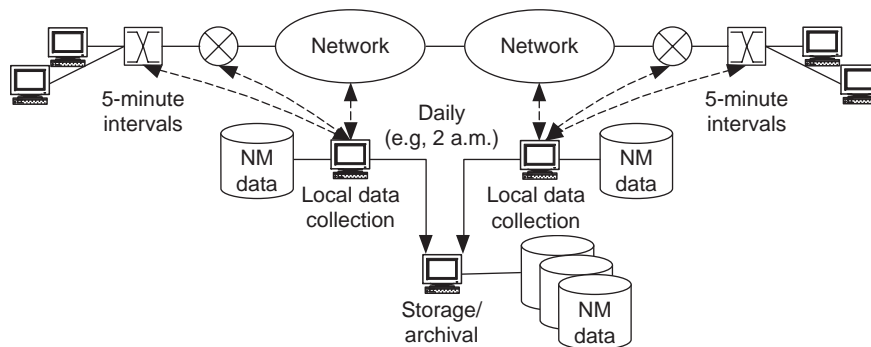 Network
Network
5-minute
intervals
Daily
(e.g, 2 a.m.)
5-minute
intervals
NM
data
Local data
collection
Local data
collection
NM
data
Storage/
archival
NM
data